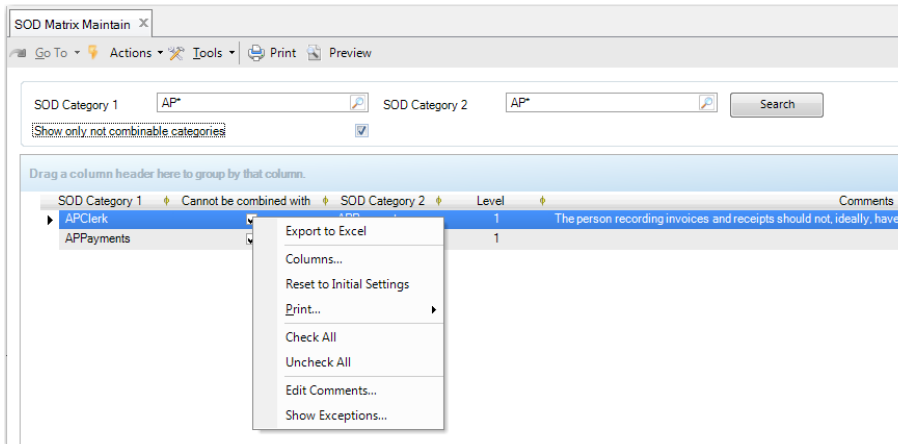 SOD Matrix Maintain
Go To Actions Tools Print Preview
SOD Category 1 AP* SOD Category 2 AP* Search
Show only not combinable categories
Drag a column header here to group by that column.
SOD Category 1 Cannot be combined with SOD Category 2 Level Comments
APClerk 1 The person recording invoices and receipts should not, ideally, have
APPayments 1
Export to Excel
Columns...
Reset to Initial Settings
Print...
Check All
Uncheck All
Edit Comments...
Show Exceptions...